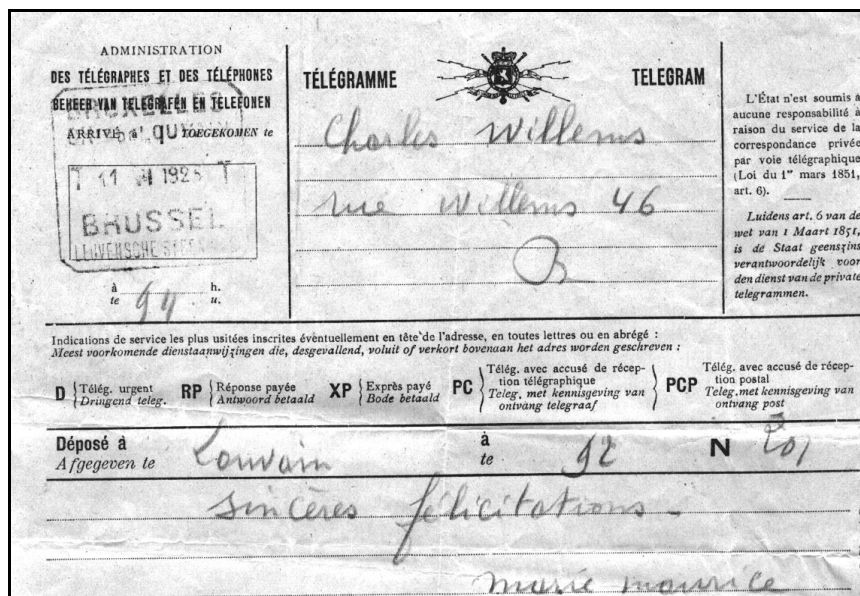 ADMINISTRATION
DES TÉLÉGRAPHES ET DES TÉLÉPHONES
BEHEER VAN TELEGRAFEN EN TELEFONEN
BRUXELLES
ARRIVÉ à TOEGEKOMEN te
T 11 1925 T
BRUSSEL
à h.
te u.
TÉLÉGRAMME TELEGRAM
Charles Willems
rue Willems 46
L'État n'est soumis à
aucune responsabilité à
raison du service de la
correspondance privée
par voie télégraphique
(Loi du 1er mars 1851,
art. 6).
Luidens art. 6 van de
wet van 1 Maart 1851,
is de Staat geenszins
verantwoordelijk voor
den dienst van de private
telegrammen.
Indications de service les plus usitées inscrites éventuellement en tête de l'adresse, en toutes lettres ou en abrégé :
Meest voorkomende dienstaanwijzingen die, desgevallend, voluit of verkort bovenaan het adres worden geschreven :
D { Télég. urgent
Dringend teleg.
RP { Réponse payée
Antwoord betaald
XP { Exprès payé
Bode betaald
PC { Télég. avec accusé de récep-
tion télégraphique
Teleg. met kennisgeving van
ontvang telegraaf
PCP { Télég. avec accusé de récep-
tion postal
Teleg. met kennisgeving van
ontvang post
Déposé à Louvain à 92 N 201
Afgegeven te te
sincères félicitations -
marie maurice